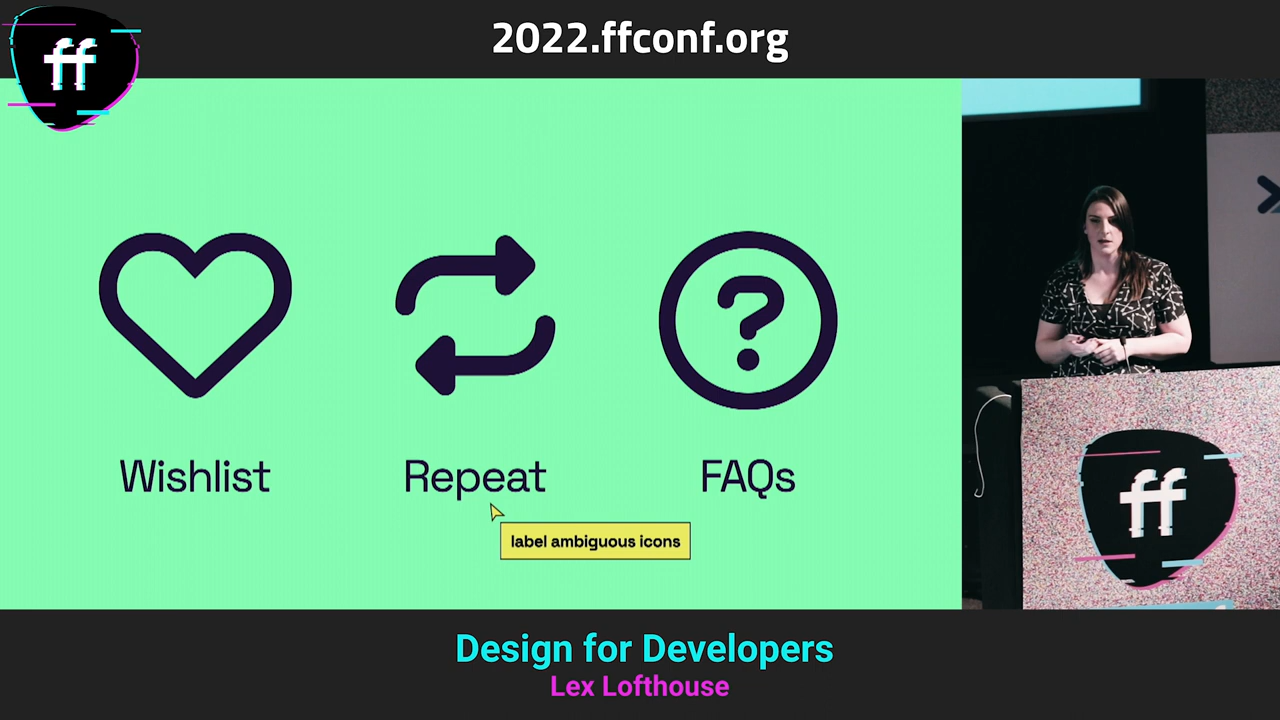 ff
2022.ffconf.org
Wishlist
Repeat
FAQs
label ambiguous icons
ff
Design for Developers
Lex Lofthouse